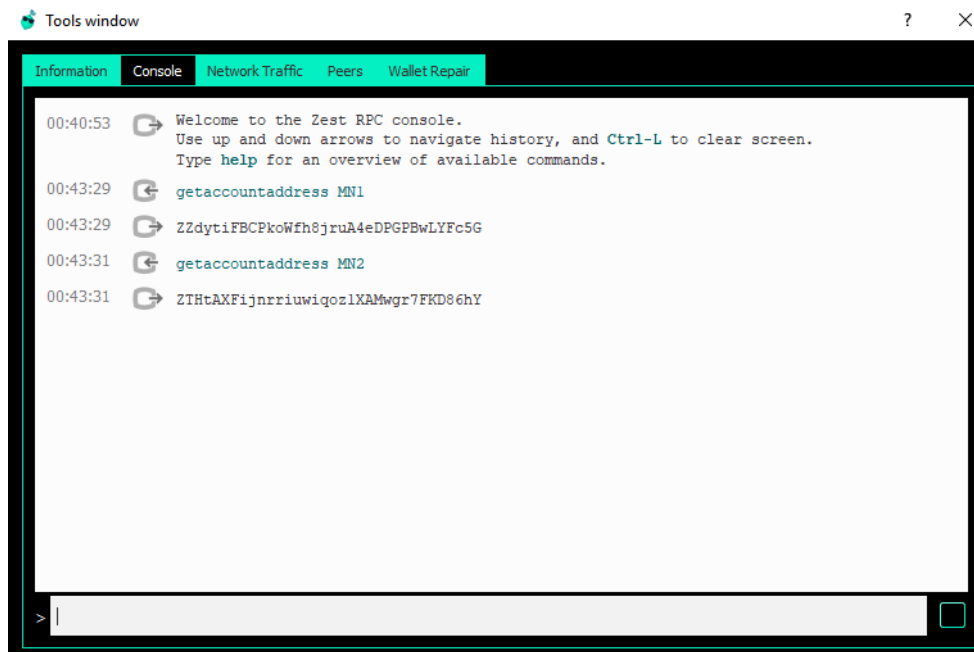 Tools window ? ×
Information Console Network Traffic Peers Wallet Repair
00:40:53 Welcome to the Zest RPC console.
Use up and down arrows to navigate history, and Ctrl-L to clear screen.
Type help for an overview of available commands.
00:43:29 getaccountaddress MN1
00:43:29 ZZdytiFBCPkoWfh8jruA4eDPGPBwLYFc5G
00:43:31 getaccountaddress MN2
00:43:31 ZTHtAXFijnrriuwiqoz1XAMwgr7FKD86hY
>